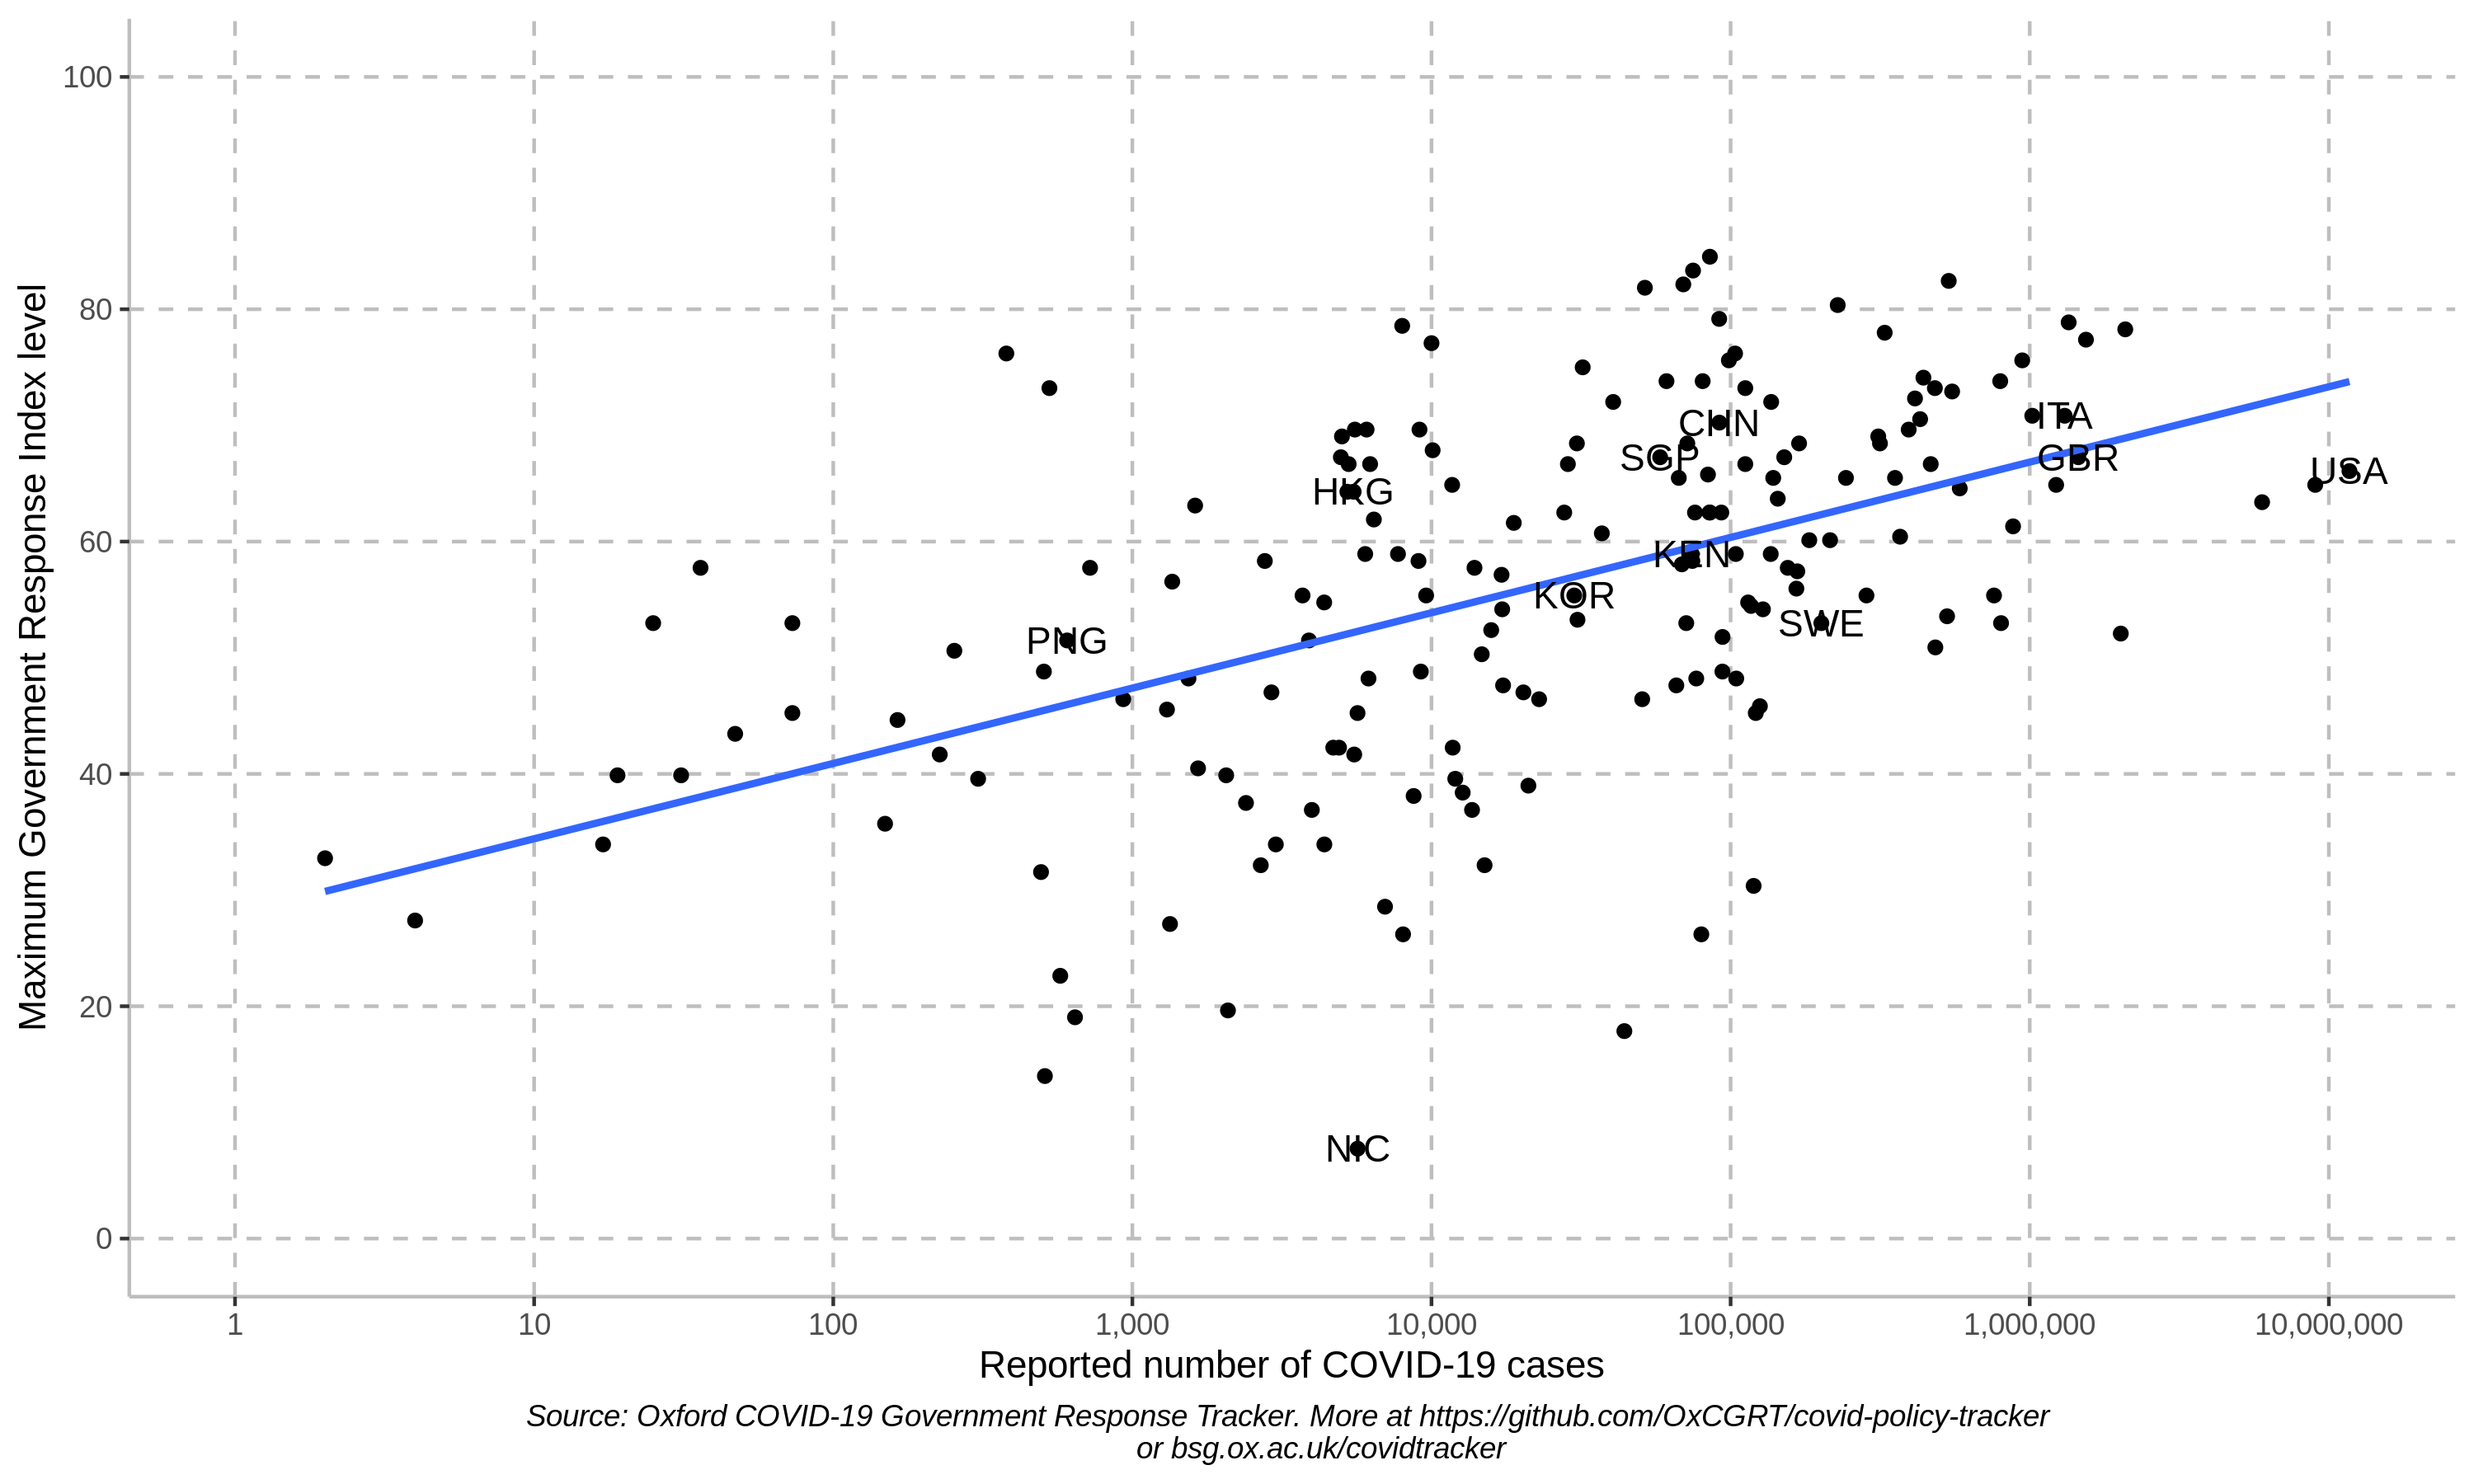 Maximum Government Response Index level
100
80
60
40
20
0
CHN
ITA
SGP
GBR
USA
HKG
KEN
KOR
SWE
PNG
NIC
1 10 100 1,000 10,000 100,000 1,000,000 10,000,000
Reported number of COVID-19 cases
Source: Oxford COVID-19 Government Response Tracker. More at https://github.com/OxCGRT/covid-policy-tracker
or bsg.ox.ac.uk/covidtracker